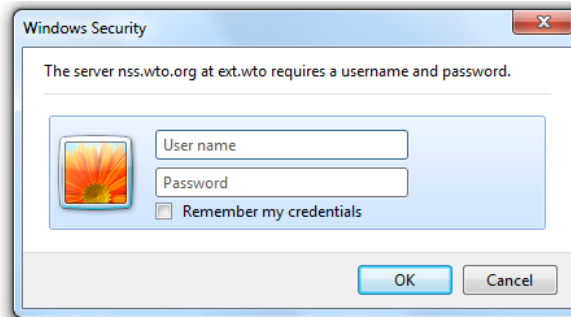 Windows Security
The server nss.wto.org at ext.wto requires a username and password.
User name
Password
Remember my credentials
OK
Cancel